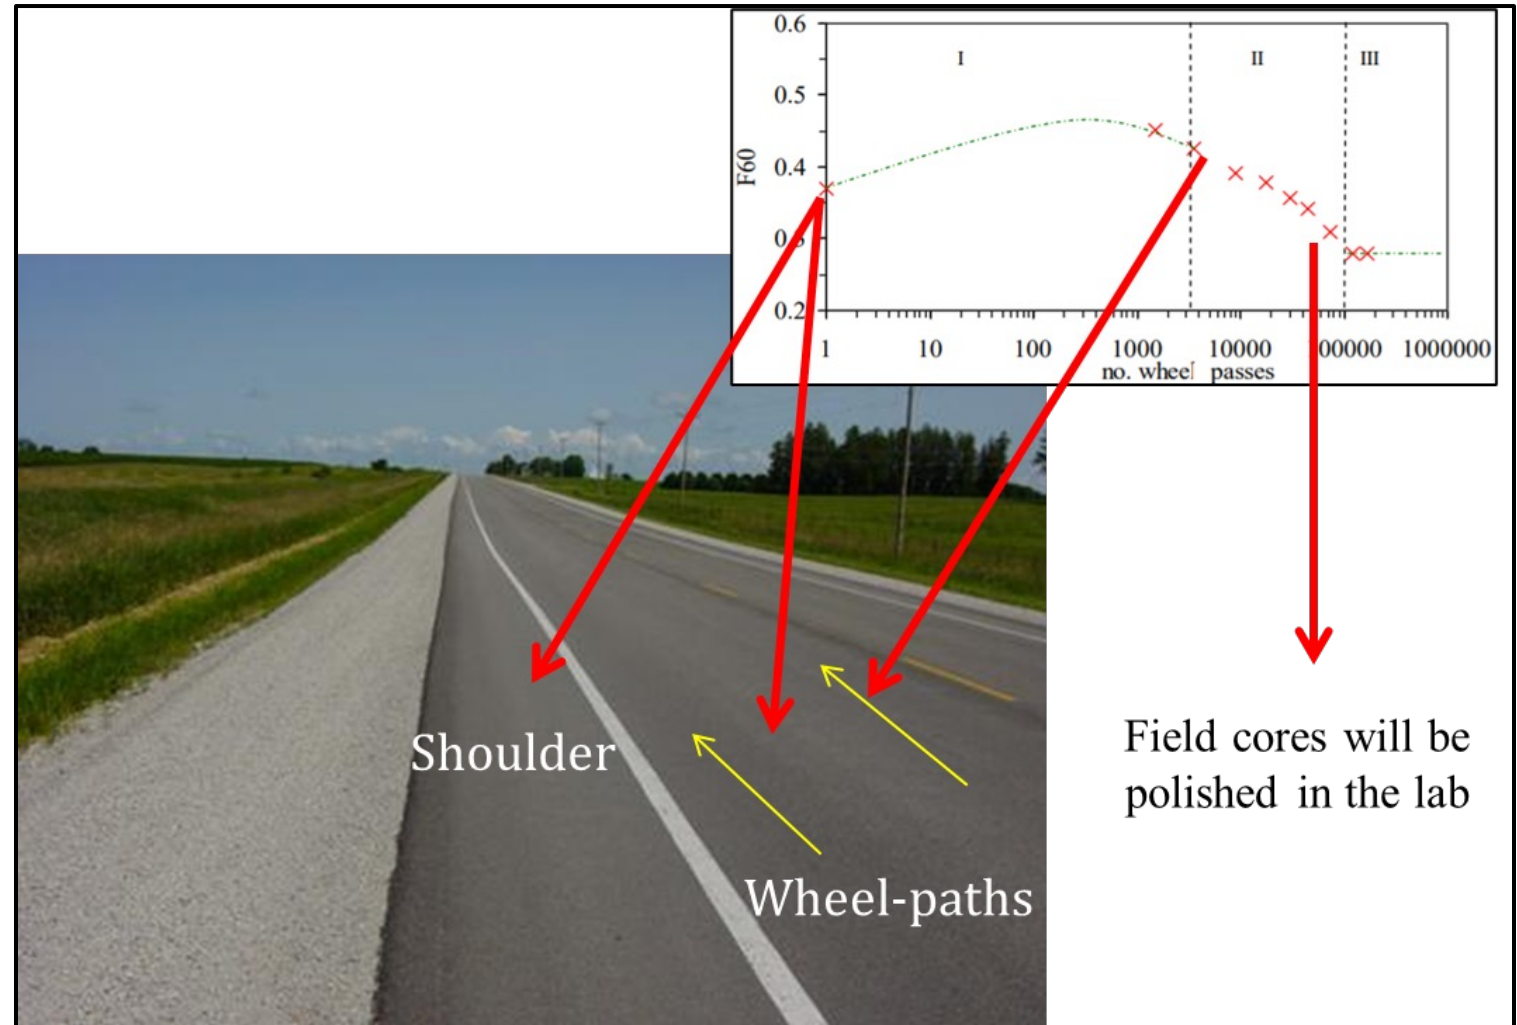 0.6
I
II
III
0.5
0.4
F60
0.2
1
10
100
1000
10000
1000000
no. wheel passes
Shoulder
Wheel-paths
Field cores will be
polished in the lab